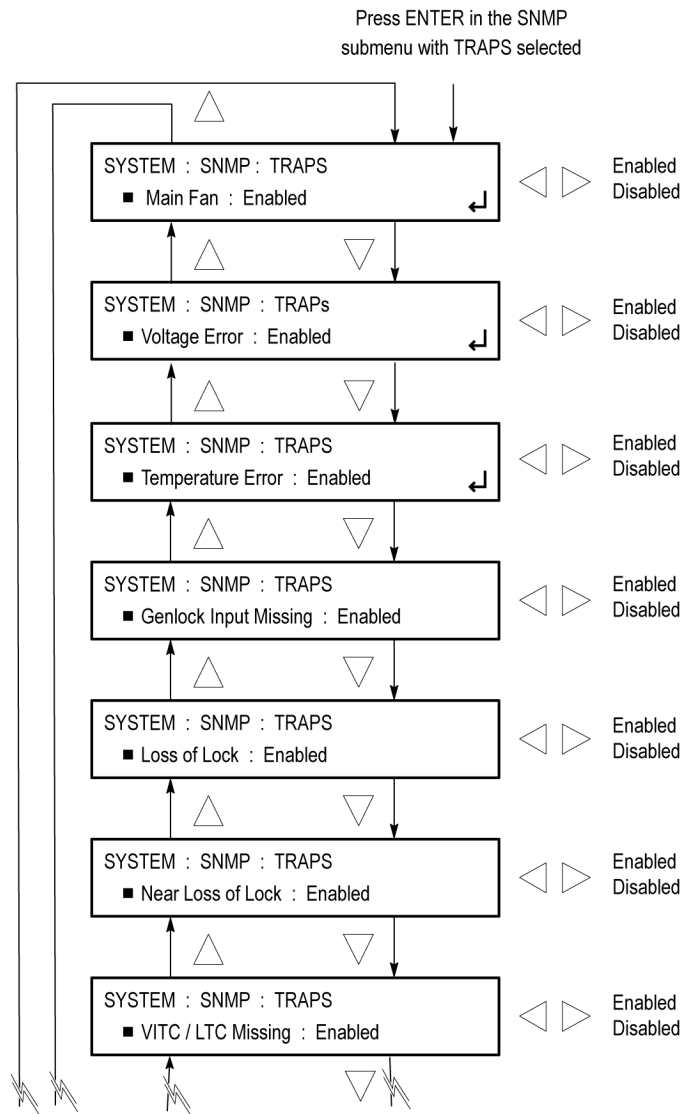 Press ENTER in the SNMP
submenu with TRAPS selected
SYSTEM : SNMP : TRAPS
■ Main Fan : Enabled
Enabled
Disabled
SYSTEM : SNMP : TRAPs
■ Voltage Error : Enabled
Enabled
Disabled
SYSTEM : SNMP : TRAPS
■ Temperature Error : Enabled
Enabled
Disabled
SYSTEM : SNMP : TRAPS
■ Genlock Input Missing : Enabled
Enabled
Disabled
SYSTEM : SNMP : TRAPS
■ Loss of Lock : Enabled
Enabled
Disabled
SYSTEM : SNMP : TRAPS
■ Near Loss of Lock : Enabled
Enabled
Disabled
SYSTEM : SNMP : TRAPS
■ VITC / LTC Missing : Enabled
Enabled
Disabled